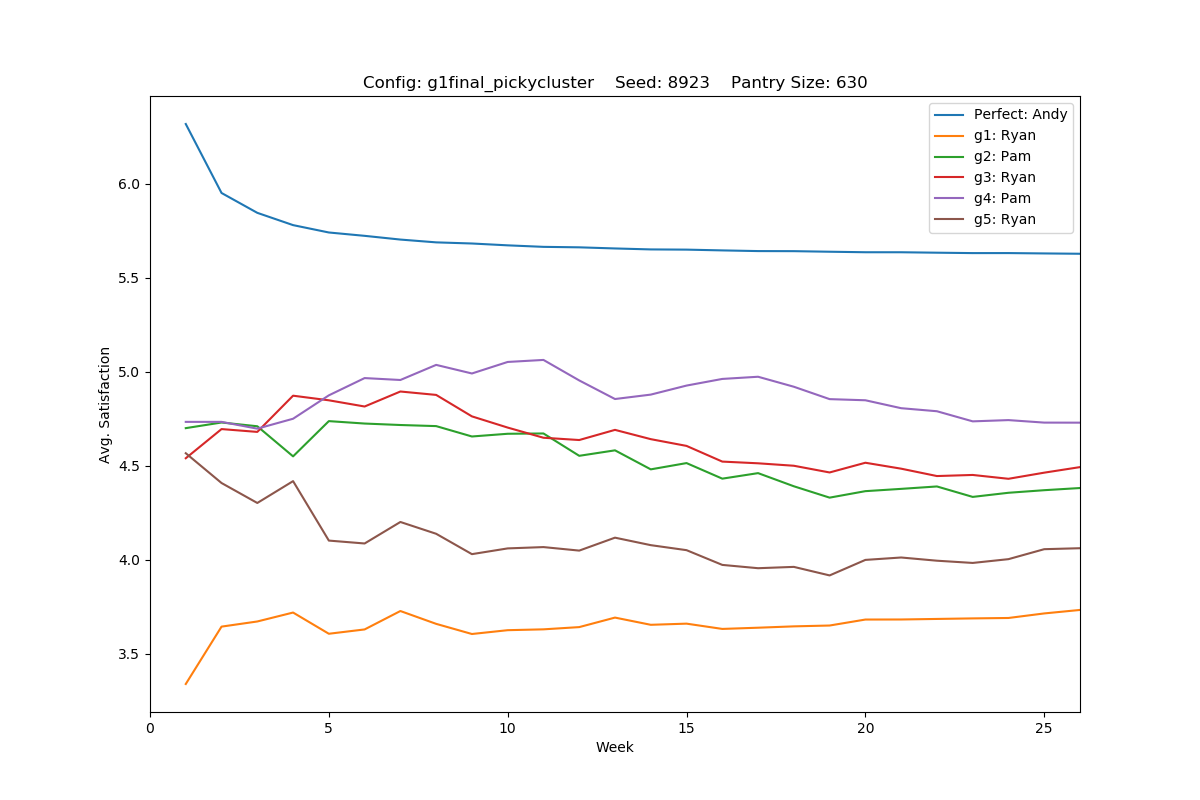 Config: g1final_pickycluster    Seed: 8923    Pantry Size: 630
Perfect: Andy
g1: Ryan
g2: Pam
g3: Ryan
g4: Pam
g5: Ryan
Avg. Satisfaction
6.0
5.5
5.0
4.5
4.0
3.5
0 5 10 15 20 25
Week